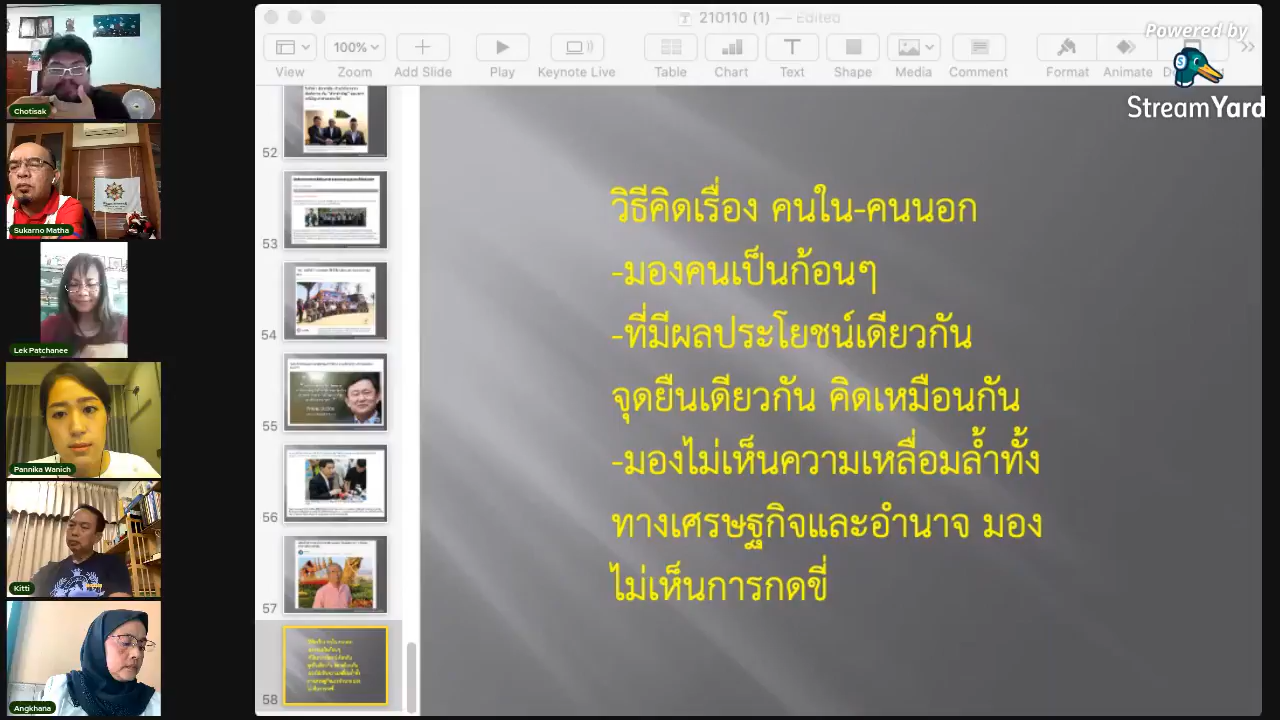 210110 (1) — Edited
View
100%
Zoom
Add Slide
Play
Keynote Live
Table
Chart
Text
Shape
Media
Comment
Format
Animate
Powered by
StreamYard
Chotisak
Sukarno Matha
Lek Patchanee
Pannika Wanich
Kitti
Angkhana
52
53
54
55
56
57
58
วิธีคิดเรื่อง คนใน-คนนอก
-มองคนเป็นก้อนๆ
-ที่มีผลประโยชน์เดียวกัน
จุดยืนเดียวกัน คิดเหมือนกัน
-มองไม่เห็นความเหลื่อมล้ำทั้ง
ทางเศรษฐกิจและอำนาจ มอง
ไม่เห็นการกดขี่